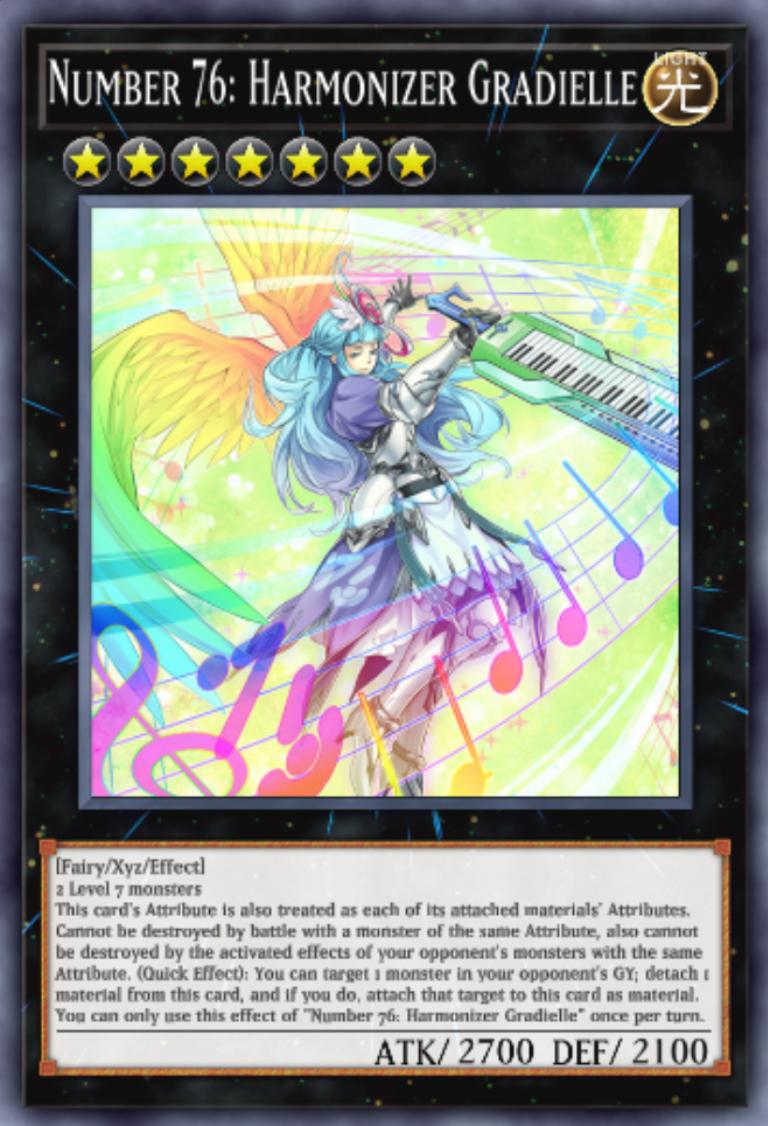 NUMBER 76: HARMONIZER GRADIELLE
LIGHT
光
[Fairy/Xyz/Effect]
2 Level 7 monsters
This card's Attribute is also treated as each of its attached materials' Attributes.
Cannot be destroyed by battle with a monster of the same Attribute, also cannot
be destroyed by the activated effects of your opponent's monsters with the same
Attribute. (Quick Effect): You can target 1 monster in your opponent's GY; detach 1
material from this card, and if you do, attach that target to this card as material.
You can only use this effect of "Number 76: Harmonizer Gradielle" once per turn.
ATK/ 2700 DEF/ 2100